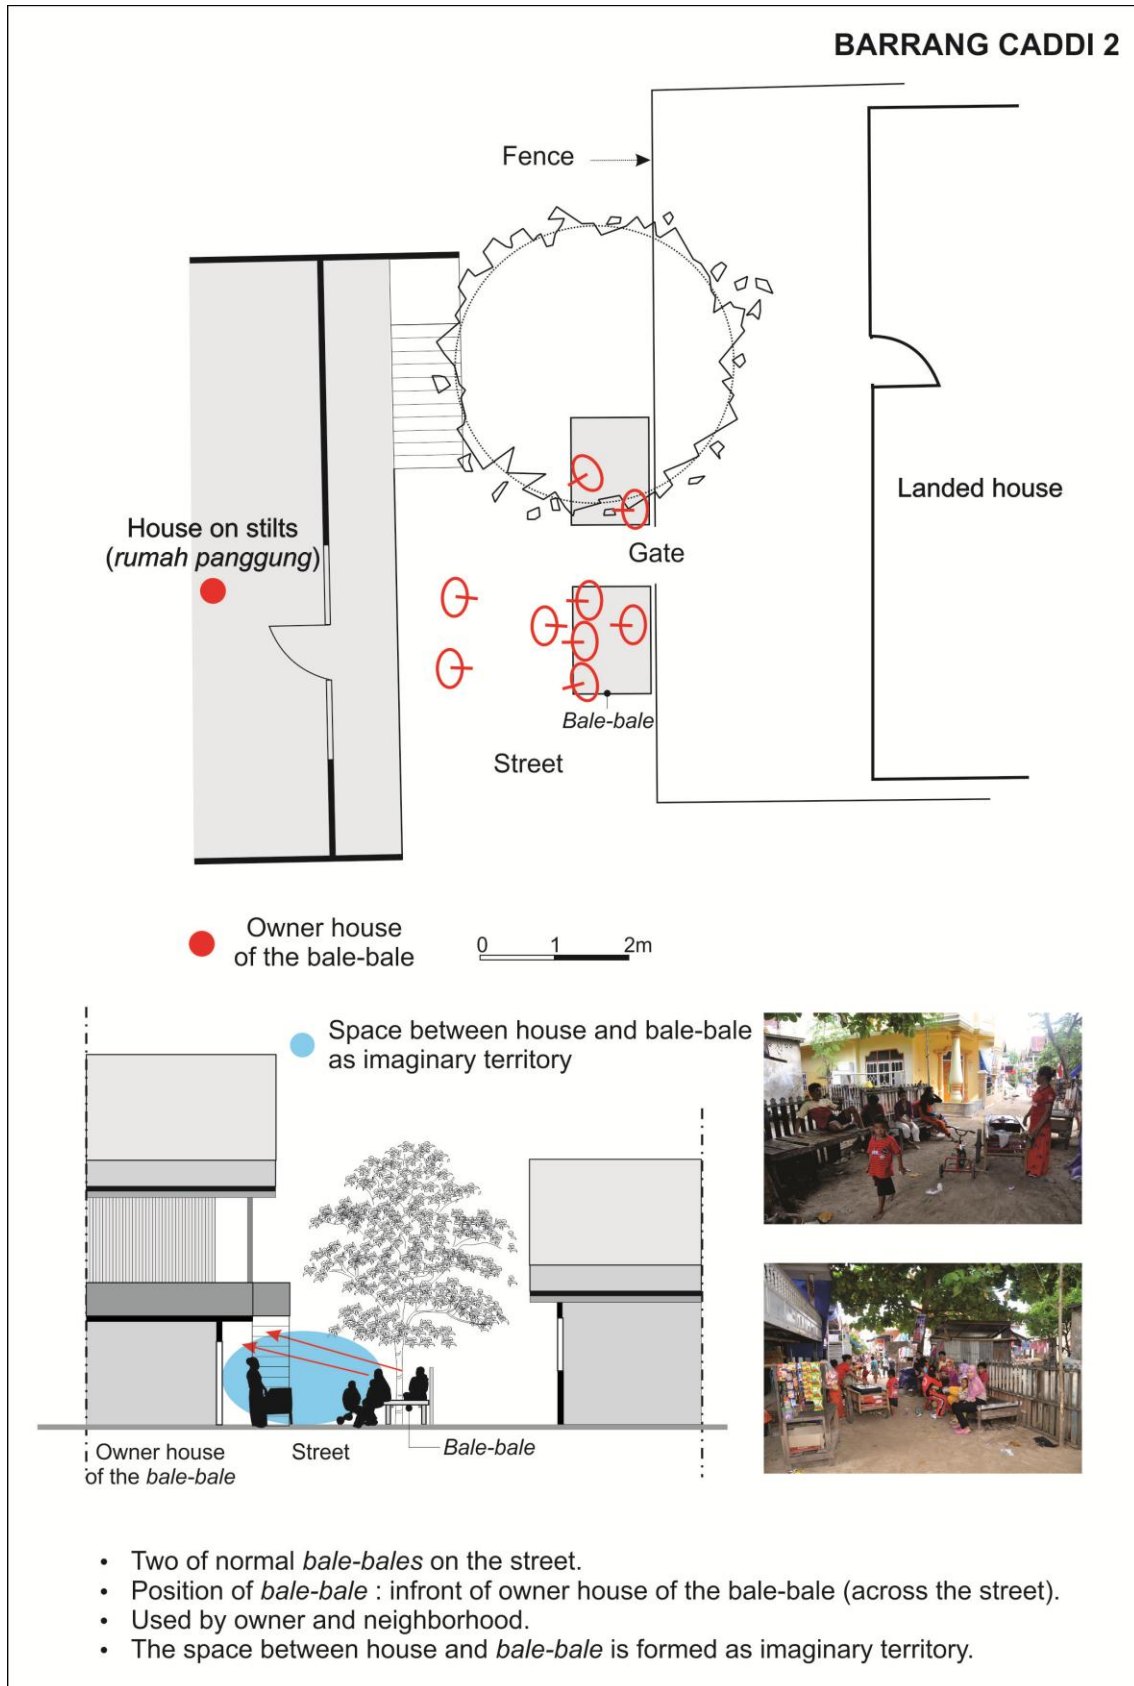 BARRANG CADDI 2
Fence
Landed house
House on stilts
(rumah panggung)
Gate
Bale-bale
Street
Owner house
of the bale-bale
0 1 2m
Space between house and bale-bale
as imaginary territory
Owner house
of the bale-bale
Street
Bale-bale
• Two of normal bale-bales on the street.
• Position of bale-bale : infront of owner house of the bale-bale (across the street).
• Used by owner and neighborhood.
• The space between house and bale-bale is formed as imaginary territory.